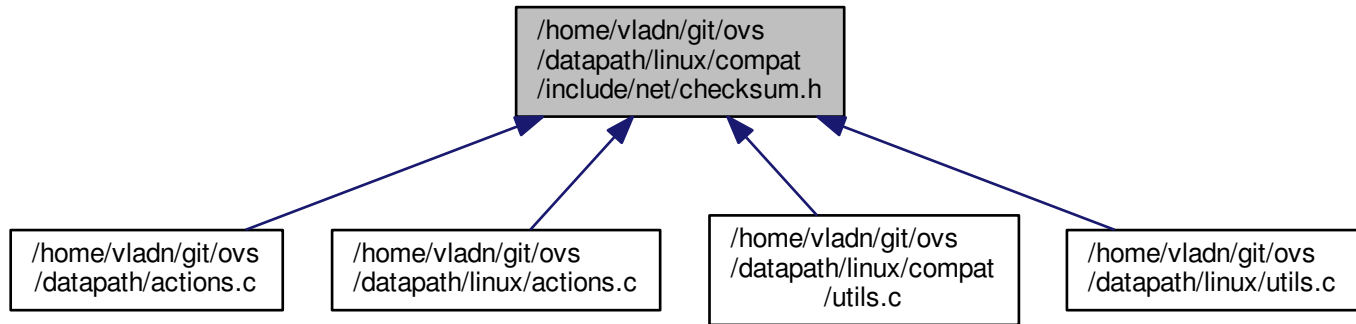 /home/vladn/git/ovs
/datapath/linux/compat
/include/net/checksum.h
/home/vladn/git/ovs
/datapath/actions.c
/home/vladn/git/ovs
/datapath/linux/actions.c
/home/vladn/git/ovs
/datapath/linux/compat
/utils.c
/home/vladn/git/ovs
/datapath/linux/utils.c